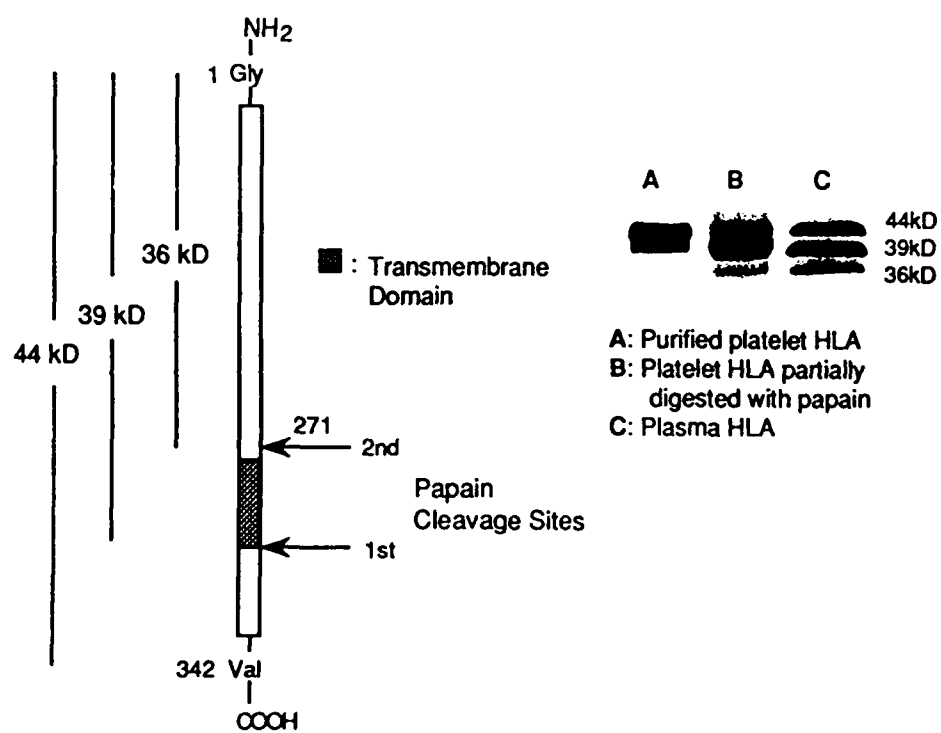 NH2
1 Gly
36 kD
39 kD
44 kD
: Transmembrane
Domain
271
2nd
Papain
Cleavage Sites
1st
342 Val
COOH
A B C
44kD
39kD
36kD
A: Purified platelet HLA
B: Platelet HLA partially
digested with papain
C: Plasma HLA